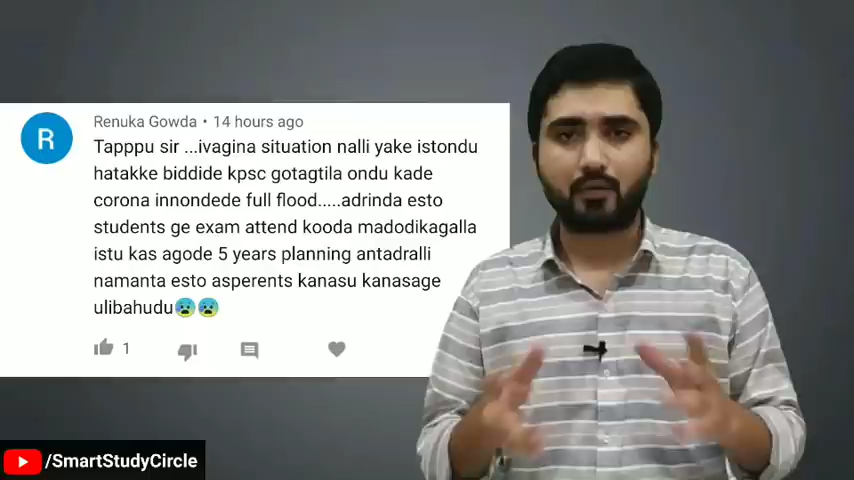 R
Renuka Gowda • 14 hours ago
Tapppu sir ...ivagina situation nalli yake istondu
hatakke biddide kpsc gotagtila ondu kade
corona innondede full flood.....adrinda esto
students ge exam attend kooda madodikagalla
istu kas agode 5 years planning antadralli
namanta esto asperents kanasu kanasage
ulibahudu😰😰
1
/SmartStudyCircle